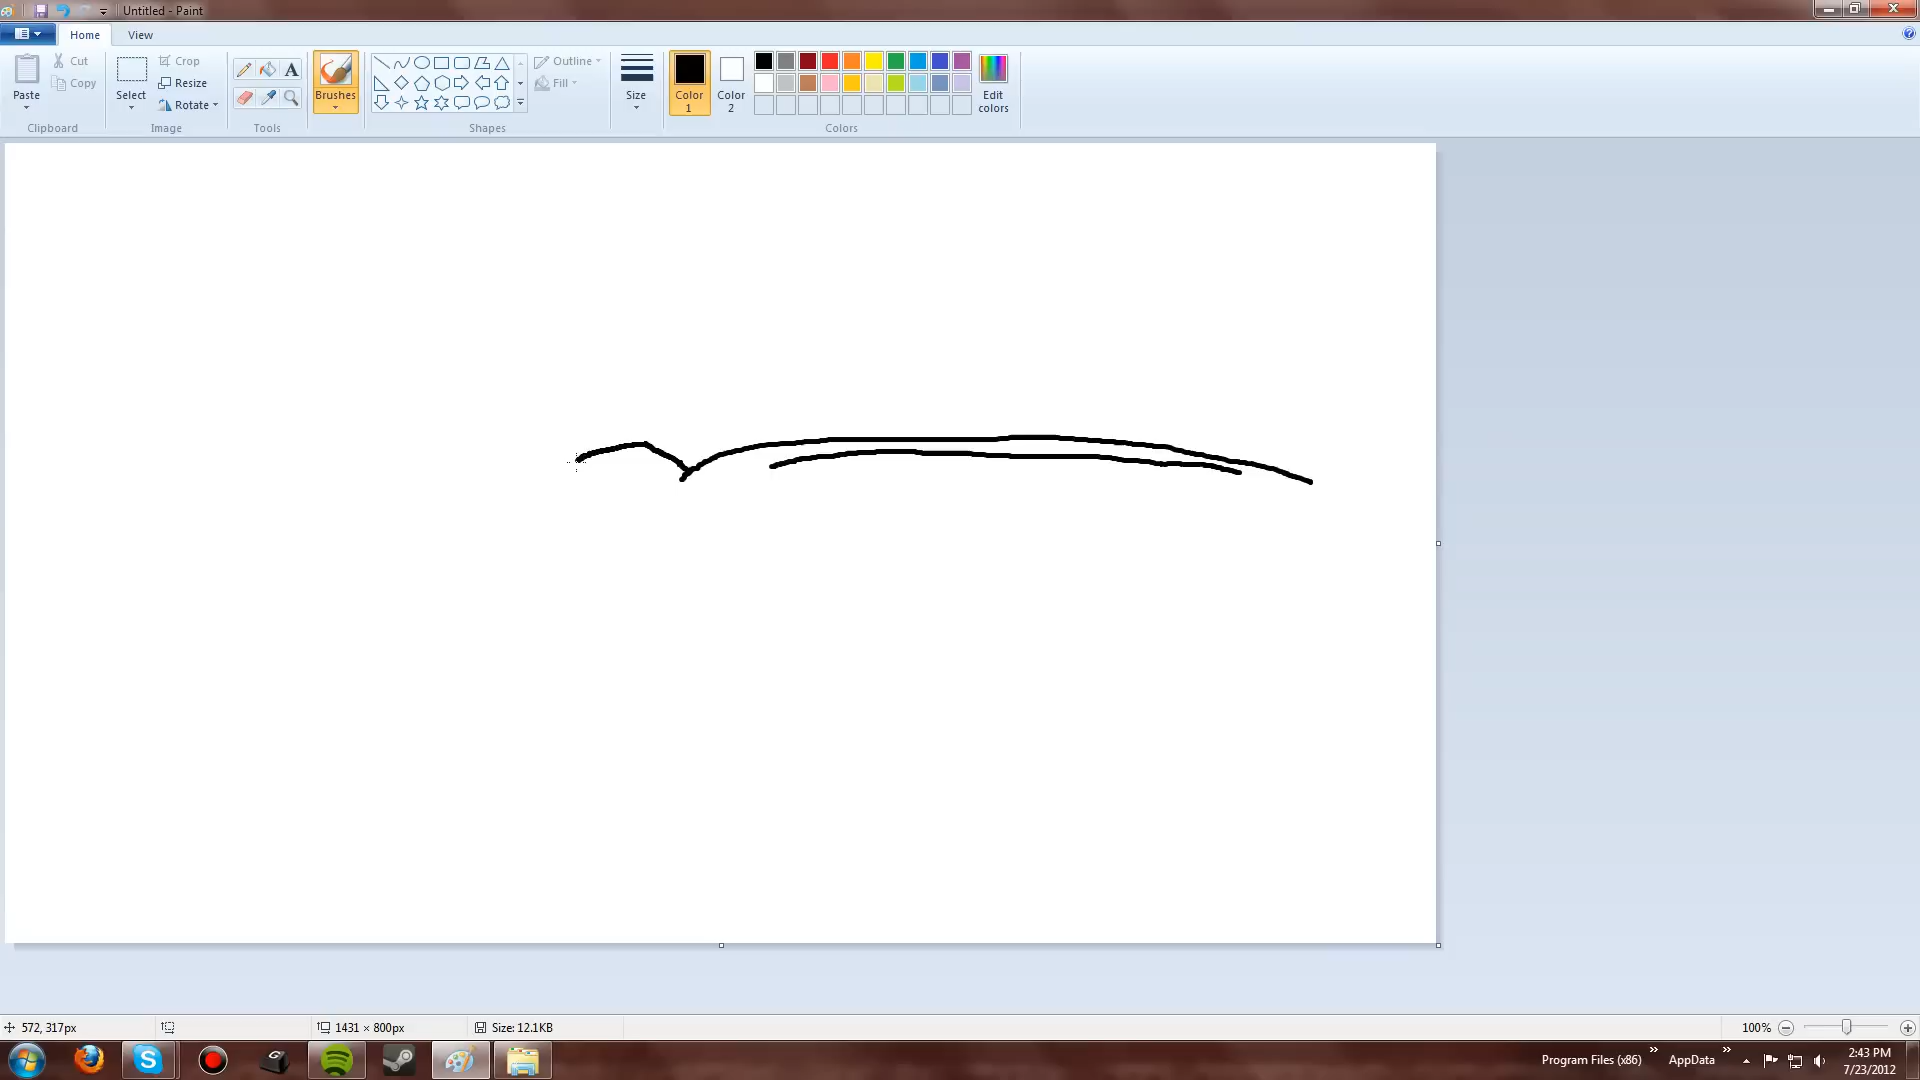 Untitled - Paint
Home View
Paste
Cut
Copy
Clipboard
Select
Crop
Resize
Rotate
Image
A
Tools
Brushes
Outline
Fill
Shapes
Size
Color 1
Color 2
Edit colors
Colors
572, 317px
1431 × 800px
Size: 12.1KB
100%
Program Files (x86) »
AppData »
2:43 PM
7/23/2012